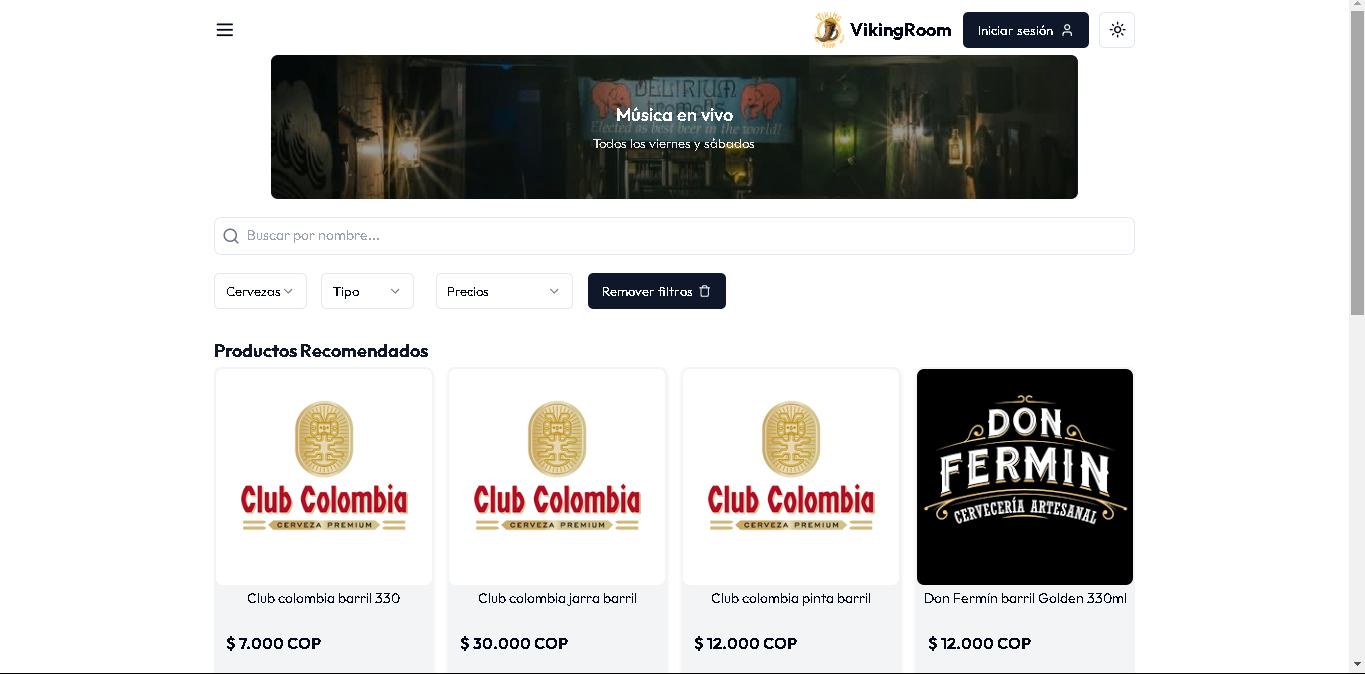 VikingRoom
Iniciar sesión
DELIRIUM
tremens
Elected as best beer in the world!
Música en vivo
Todos los viernes y sábados
Buscar por nombre...
Cervezas
Tipo
Precios
Remover filtros
Productos Recomendados
Club Colombia
CERVEZA PREMIUM
Club Colombia
CERVEZA PREMIUM
Club Colombia
CERVEZA PREMIUM
DON
FERMIN
CERVECERÍA ARTESANAL
Club colombia barril 330
Club colombia jarra barril
Club colombia pinta barril
Don Fermín barril Golden 330ml
$ 7.000 COP
$ 30.000 COP
$ 12.000 COP
$ 12.000 COP